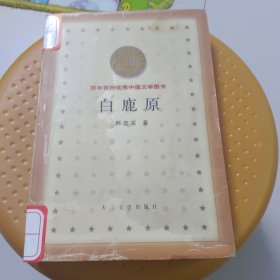 百年百种优秀中国文学图书
白鹿原
陈忠实 著
人民文学出版社